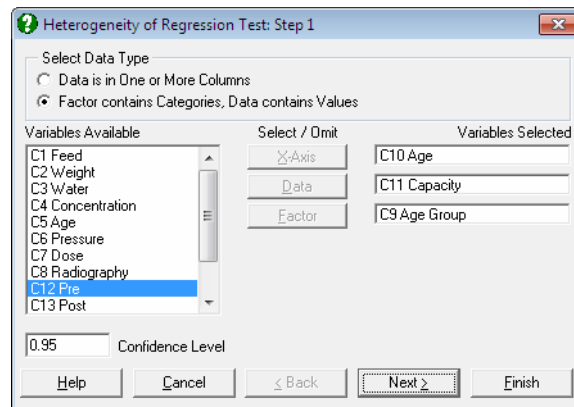 Heterogeneity of Regression Test: Step 1
Select Data Type
Data is in One or More Columns
Factor contains Categories, Data contains Values
Variables Available
Select / Omit
Variables Selected
C1 Feed
C2 Weight
C3 Water
C4 Concentration
C5 Age
C6 Pressure
C7 Dose
C8 Radiography
C12 Pre
C13 Post
X-Axis
Data
Factor
C10 Age
C11 Capacity
C9 Age Group
0.95 Confidence Level
Help Cancel < Back Next > Finish